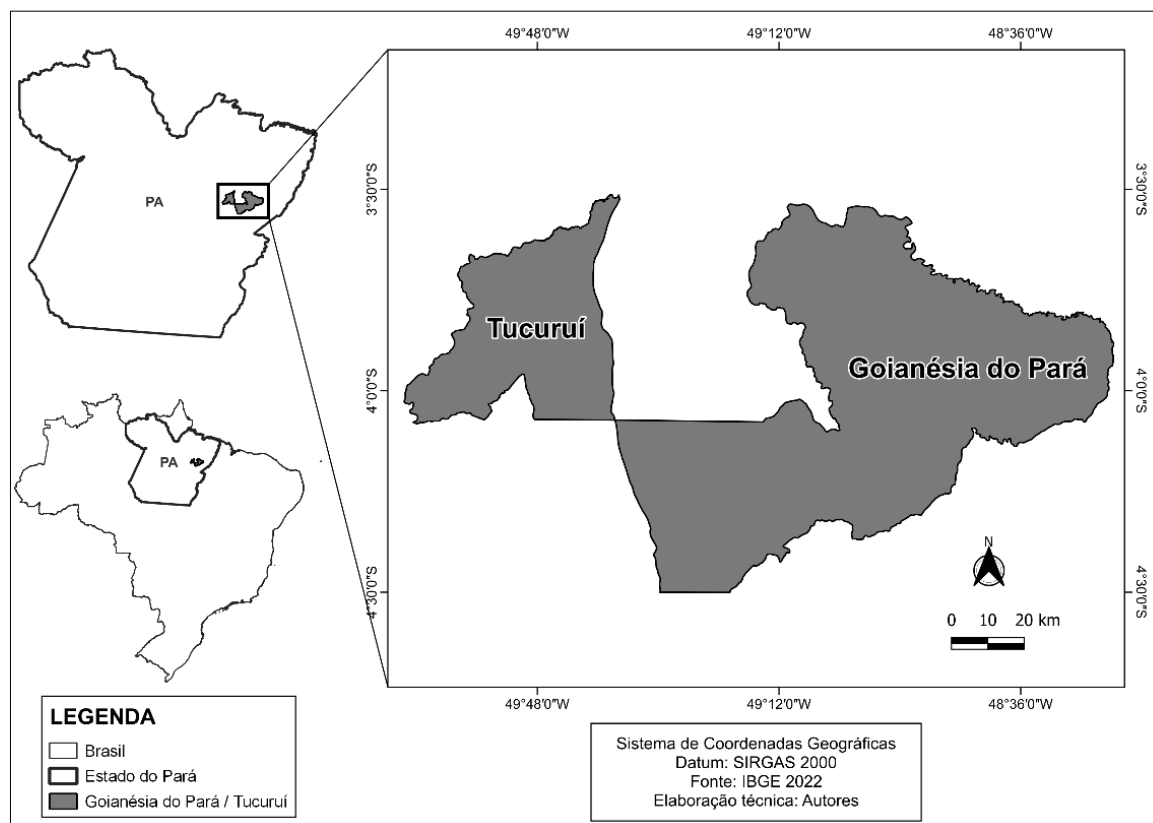 49°48'0"W
49°12'0"W
48°36'0"W
3°30'0"S
3°30'0"S
PA
Tucuruí
Goianésia do Pará
4°0'0"S
4°0'0"S
PA
N
4°30'0"S
4°30'0"S
0 10 20 km
49°48'0"W
49°12'0"W
48°36'0"W
LEGENDA
Brasil
Estado do Pará
Goianésia do Pará / Tucuruí
Sistema de Coordenadas Geográficas
Datum: SIRGAS 2000
Fonte: IBGE 2022
Elaboração técnica: Autores